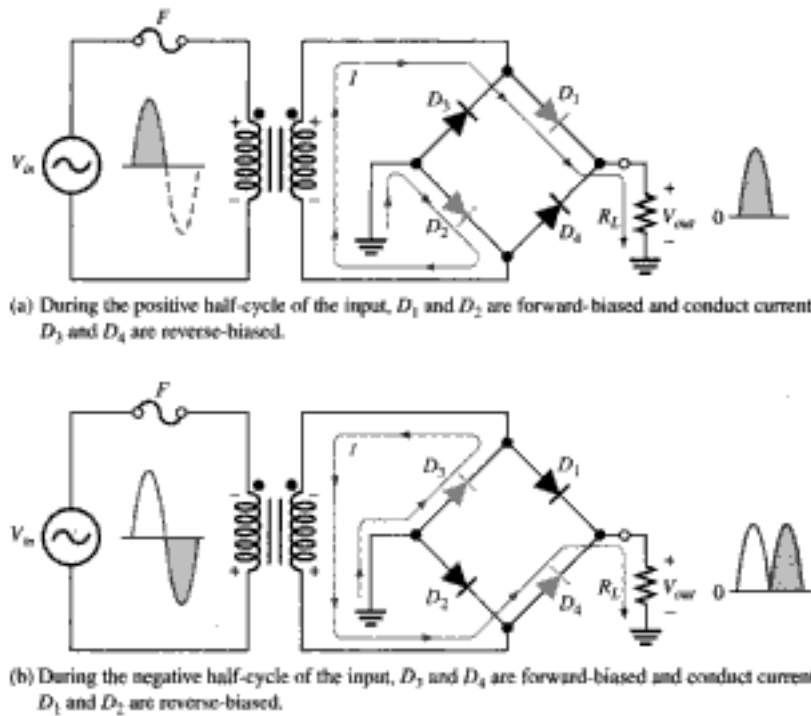 F
I
D3
D1
Vin
+
+
+
-
-
D2
D4
RL
Vout
-
0
(a) During the positive half-cycle of the input, D1 and D2 are forward-biased and conduct current
D3 and D4 are reverse-biased.
F
I
D3
D1
Vin
-
-
+
+
+
D2
D4
RL
Vout
-
0
(b) During the negative half-cycle of the input, D3 and D4 are forward-biased and conduct current
D1 and D2 are reverse-biased.